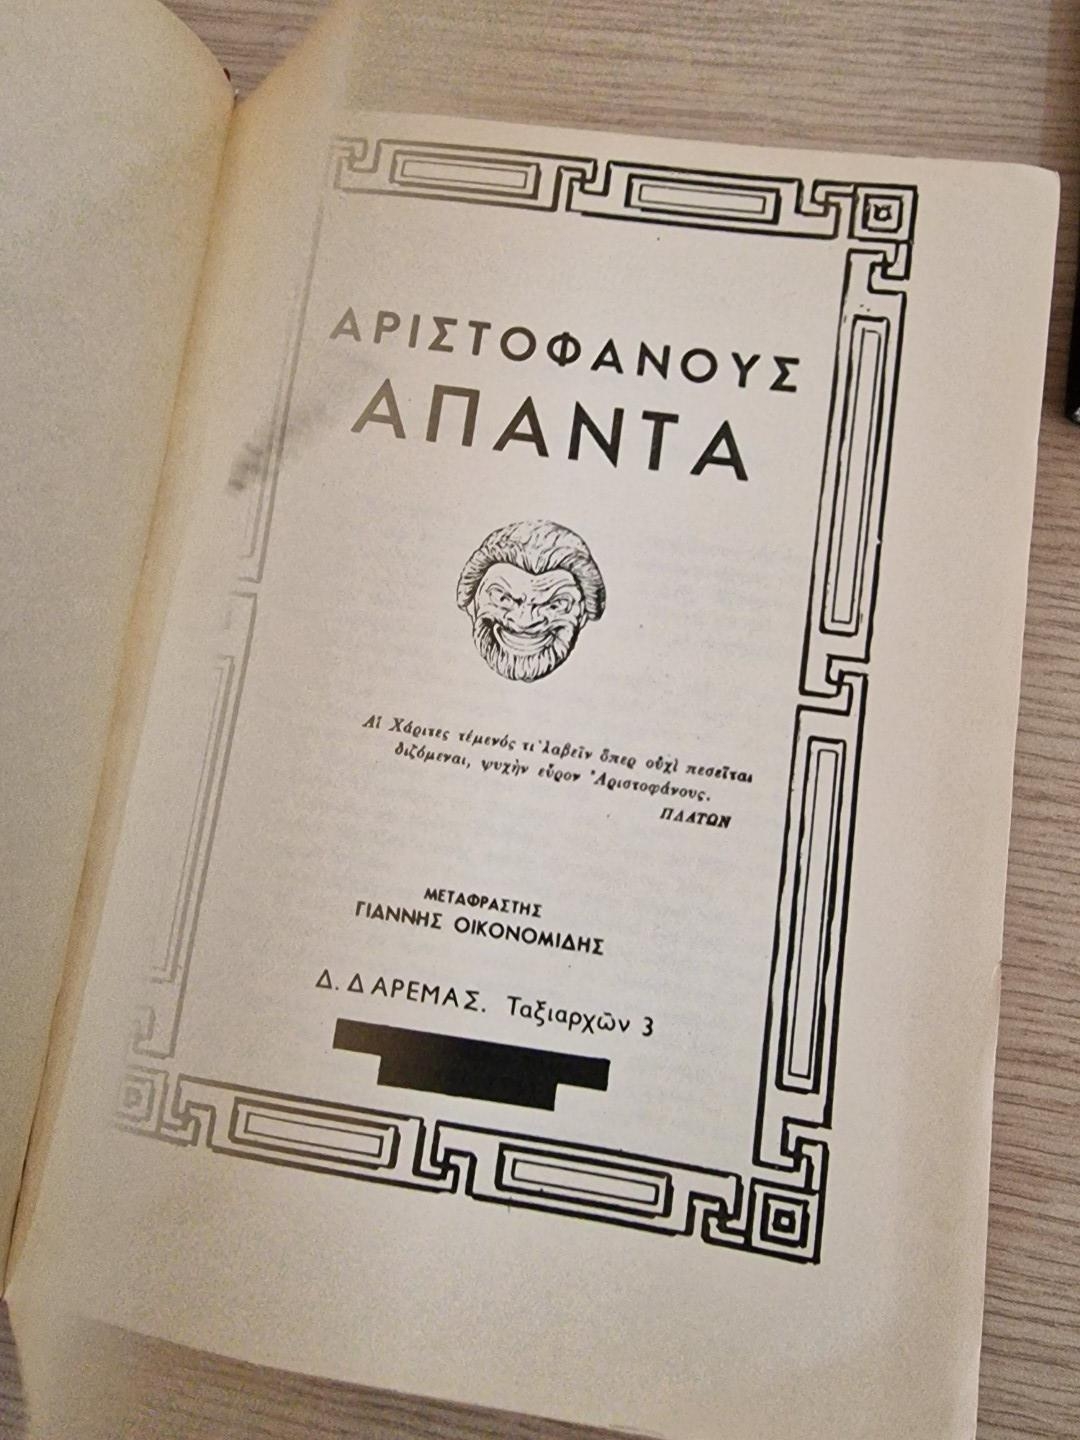 ΑΡΙΣΤΟΦΑΝΟΥΣ
ΑΠΑΝΤΑ
Αἱ Χάριτες τέμενός τι λαβεῖν ὅπερ οὐχὶ πεσεῖται
διζόμεναι, ψυχὴν εὗρον Ἀριστοφάνους.
ΠΛΑΤΩΝ
ΜΕΤΑΦΡΑΣΤΗΣ
ΓΙΑΝΝΗΣ ΟΙΚΟΝΟΜΙΔΗΣ
Δ. ΔΑΡΕΜΑΣ. Ταξιαρχῶν 3